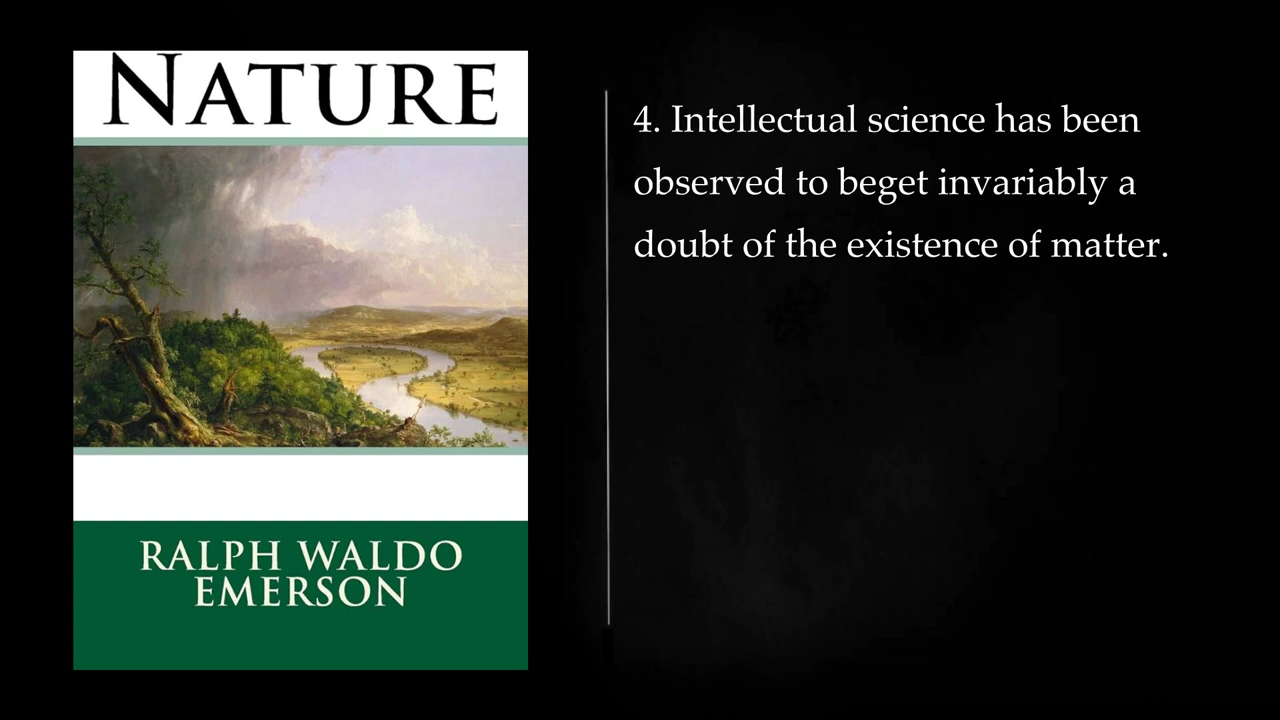 NATURE
RALPH WALDO
EMERSON
4. Intellectual science has been
observed to beget invariably a
doubt of the existence of matter.